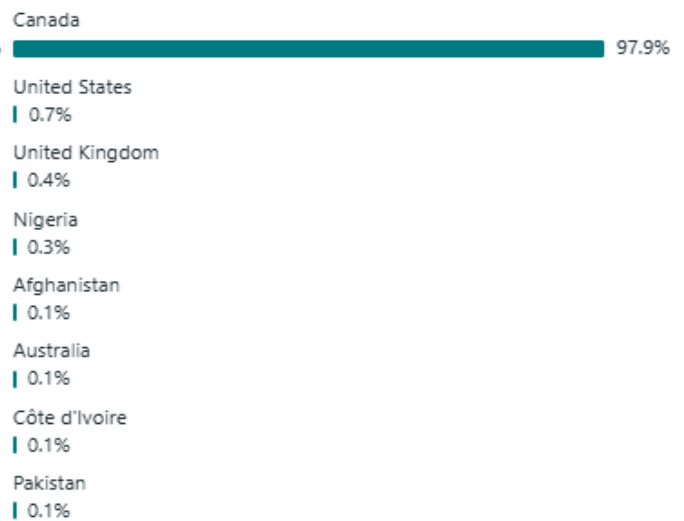 Canada
97.9%
United States
0.7%
United Kingdom
0.4%
Nigeria
0.3%
Afghanistan
0.1%
Australia
0.1%
Côte d'Ivoire
0.1%
Pakistan
0.1%